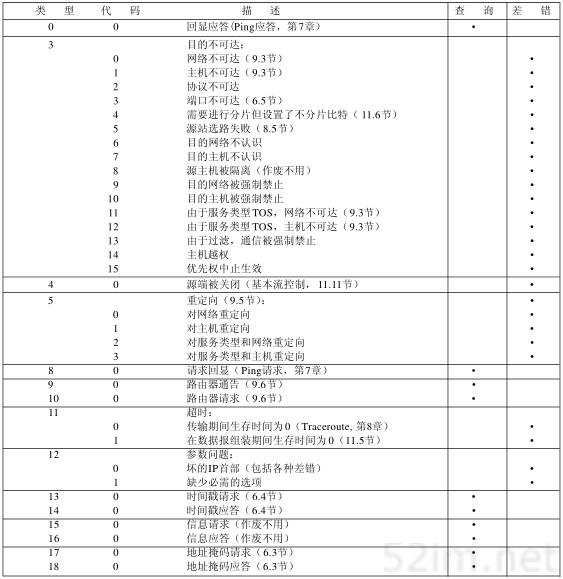 类 型 代 码 描 述 查 询 差 错
0 0 回显应答(Ping应答，第7章) •
3 目的不可达：
0 网络不可达（9.3节） •
1 主机不可达（9.3节） •
2 协议不可达 •
3 端口不可达（6.5节） •
4 需要进行分片但设置了不分片比特（ 11.6节） •
5 源站选路失败（8.5节） •
6 目的网络不认识 •
7 目的主机不认识 •
8 源主机被隔离（作废不用） •
9 目的网络被强制禁止 •
10 目的主机被强制禁止 •
11 由于服务类型TOS，网络不可达（9.3节） •
12 由于服务类型TOS，主机不可达（9.3节） •
13 由于过滤，通信被强制禁止 •
14 主机越权 •
15 优先权中止生效 •
4 0 源端被关闭（基本流控制，11.11节） •
5 重定向（9.5节）： •
0 对网络重定向 •
1 对主机重定向 •
2 对服务类型和网络重定向 •
3 对服务类型和主机重定向 •
8 0 请求回显（Ping请求，第7章） •
9 0 路由器通告（9.6节） •
10 0 路由器请求（9.6节） •
11 超时：
0 传输期间生存时间为0（Traceroute, 第8章） •
1 在数据报组装期间生存时间为0（11.5节） •
12 参数问题：
0 坏的IP首部（包括各种差错） •
1 缺少必需的选项 •
13 0 时间戳请求（6.4节） •
14 0 时间戳应答（6.4节） •
15 0 信息请求（作废不用） •
16 0 信息应答（作废不用） •
17 0 地址掩码请求（6.3节） •
18 0 地址掩码应答（6.3节） •
52im.net